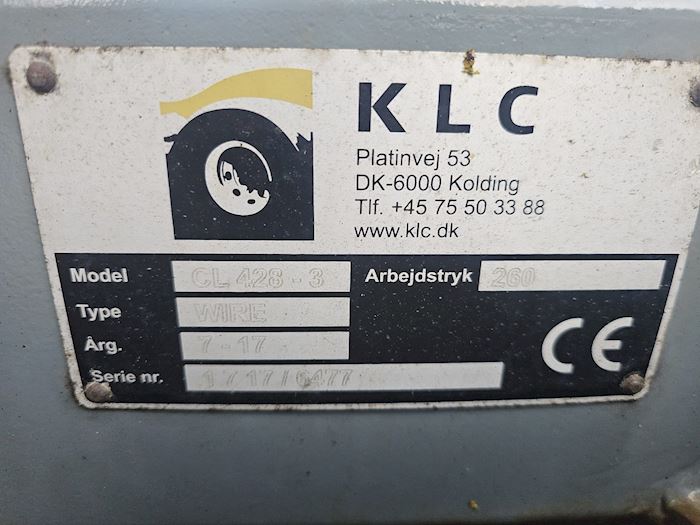 KLC
Platinvej 53
DK-6000 Kolding
Tlf. +45 75 50 33 88
www.klc.dk
Model CL 428 - 3 Arbejdstryk 260
Type WIRE
Årg. 7 - 17
Serie nr. 1 / 17 / 6477
CE